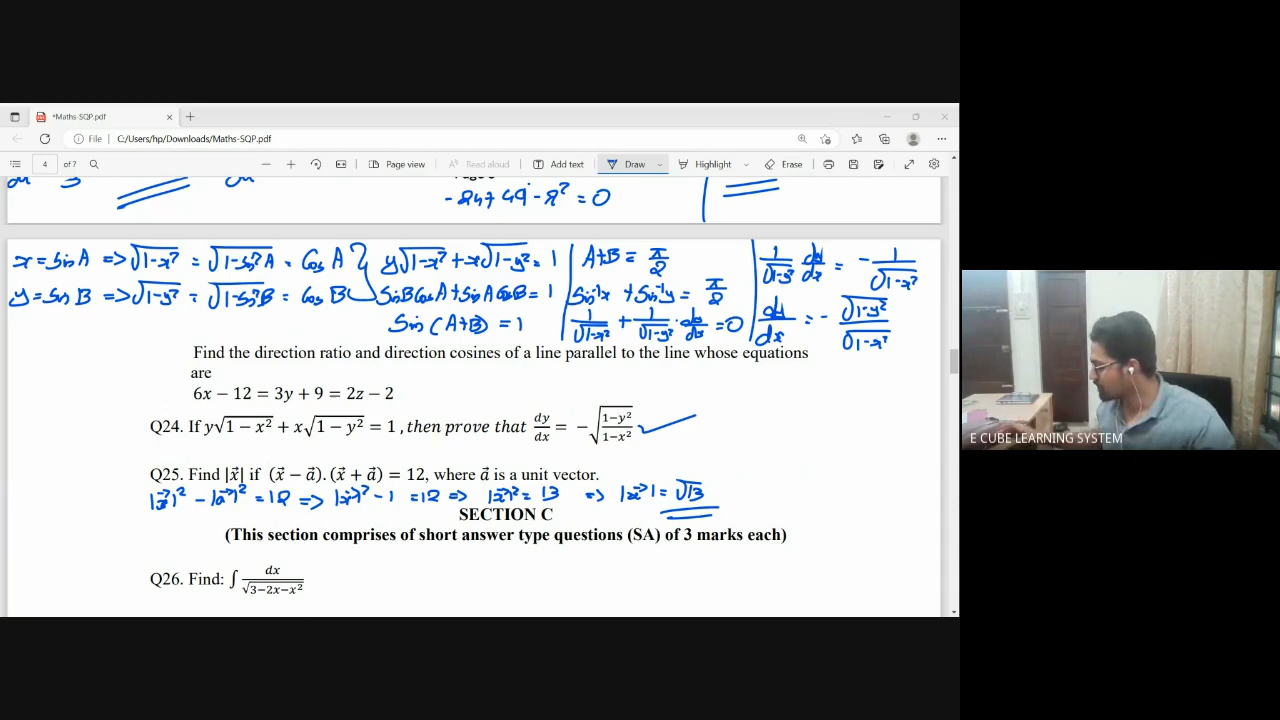 *Maths-SQP.pdf
File | C:/Users/hp/Downloads/Maths-SQP.pdf
4 of 7
Page view
Read aloud
Add text
Draw
Highlight
Erase
- 8λ + 49 - λ² = 0
x = sin A => √1-x² = √1-sin²A = cos A
y = sin B => √1-y² = √1-sin²B = cos B
y√1-x² + x√1-y² = 1
sinB cosA + sinA cosB = 1
Sin (A+B) = 1
A+B = π/2
sin⁻¹x + sin⁻¹y = π/2
1/√1-x² + 1/√1-y² · dy/dx = 0
1/√1-y² dy/dx = - 1/√1-x²
dy/dx = - √1-y²/√1-x²
Find the direction ratio and direction cosines of a line parallel to the line whose equations
are
6x − 12 = 3y + 9 = 2z − 2
Q24. If y√1 − x² + x√1 − y² = 1 , then prove that dy/dx = −√1−y²/1−x²
Q25. Find |x⃗| if (x⃗ − a⃗). (x⃗ + a⃗) = 12, where a⃗ is a unit vector.
|x⃗|² - |a⃗|² = 12 => |x⃗|² - 1 = 12 => |x⃗|² = 13 => |x⃗| = √13
SECTION C
(This section comprises of short answer type questions (SA) of 3 marks each)
Q26. Find: ∫ dx/√3−2x−x²
E CUBE LEARNING SYSTEM